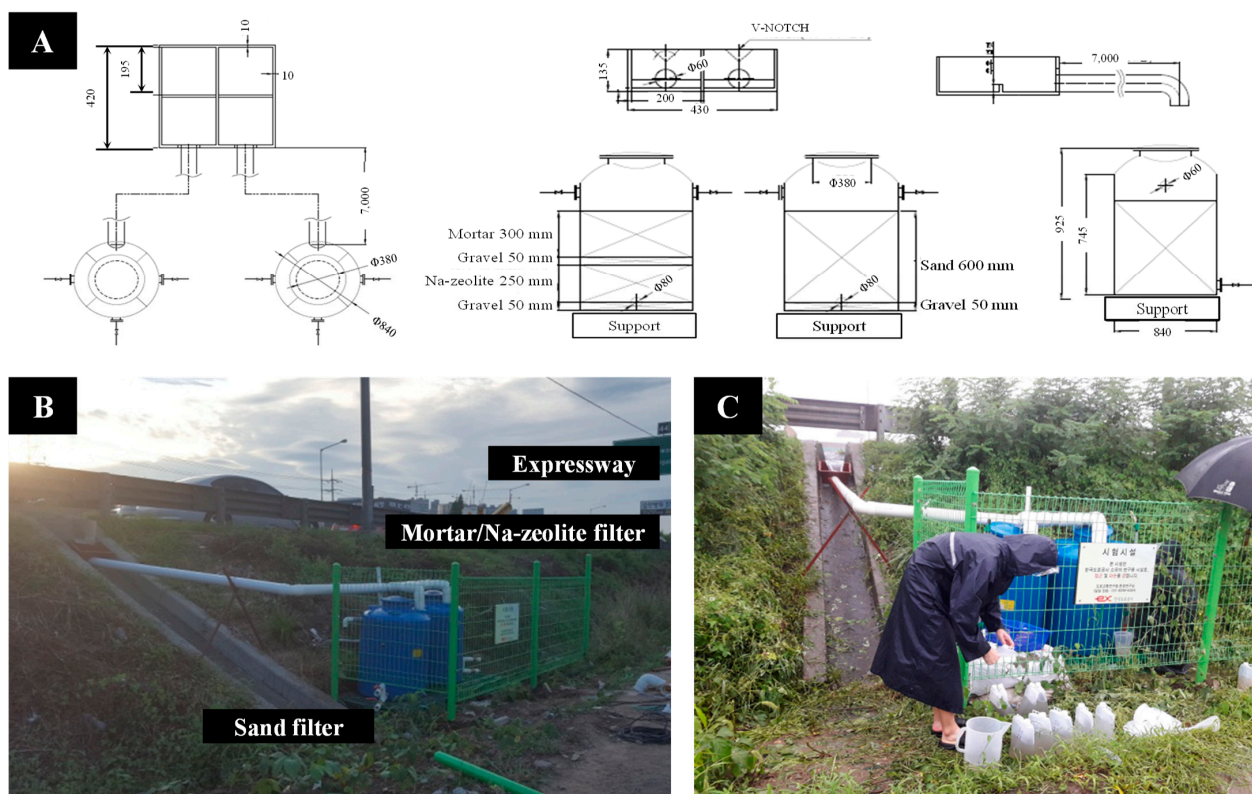 A
10
195
420
10
7,000
Φ380
Φ840
V-NOTCH
Φ60
135
200
430
7,000
Φ380
Mortar 300 mm
Gravel 50 mm
Na-zeolite 250 mm
Gravel 50 mm
Φ80
Support
Sand 600 mm
Φ80
Gravel 50 mm
Support
Φ60
925
745
Support
840
B
Expressway
Mortar/Na-zeolite filter
Sand filter
C
시험시설
ex